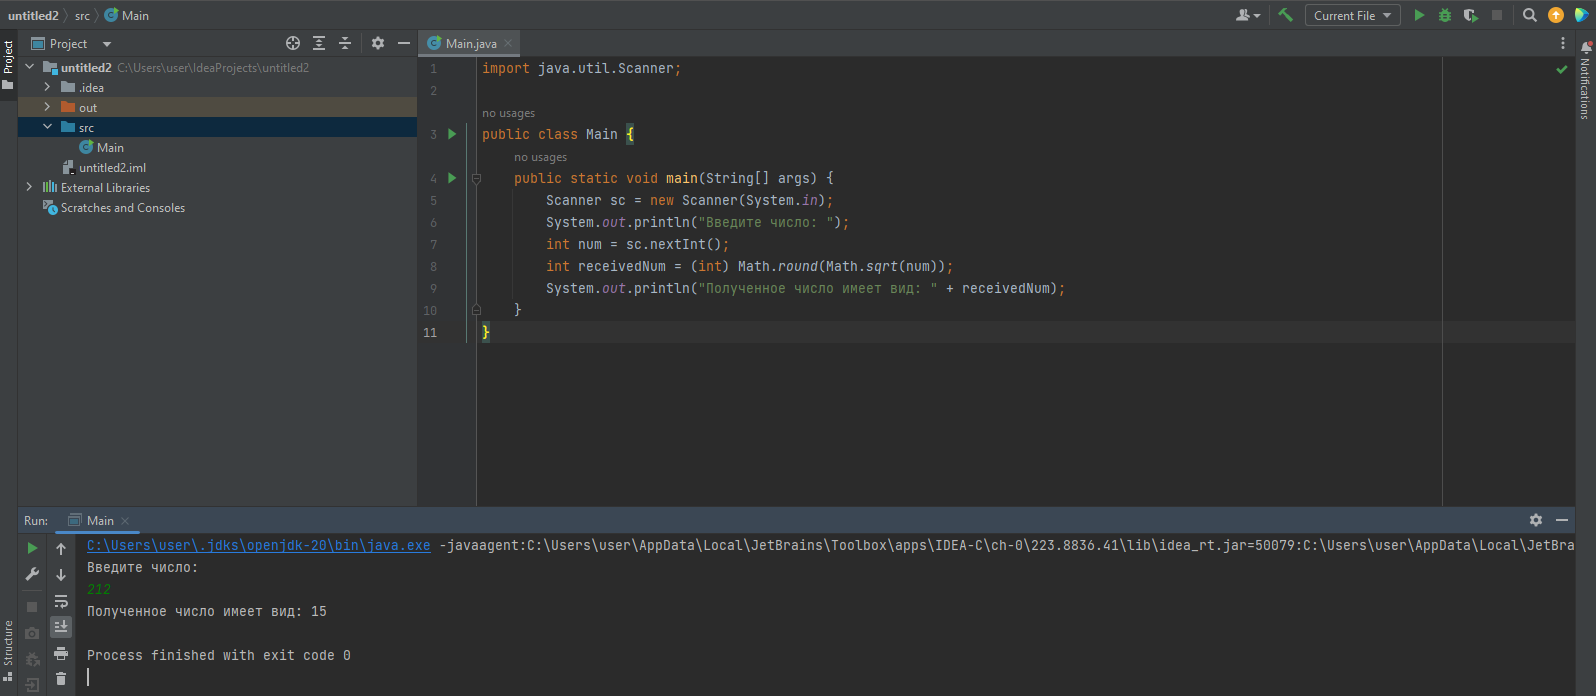 untitled2 src Main
Current File
Project
Main.java
Project
untitled2 C:\Users\user\IdeaProjects\untitled2
.idea
out
src
Main
untitled2.iml
External Libraries
Scratches and Consoles
1 import java.util.Scanner;
2
no usages
3 public class Main {
no usages
4 public static void main(String[] args) {
5 Scanner sc = new Scanner(System.in);
6 System.out.println("Введите число: ");
7 int num = sc.nextInt();
8 int receivedNum = (int) Math.round(Math.sqrt(num));
9 System.out.println("Полученное число имеет вид: " + receivedNum);
10 }
11 }
Notifications
Run: Main
C:\Users\user\.jdks\openjdk-20\bin\java.exe -javaagent:C:\Users\user\AppData\Local\JetBrains\Toolbox\apps\IDEA-C\ch-0\223.8836.41\lib\idea_rt.jar=50079:C:\Users\user\AppData\Local\JetBra
Введите число:
212
Полученное число имеет вид: 15
Process finished with exit code 0
Structure